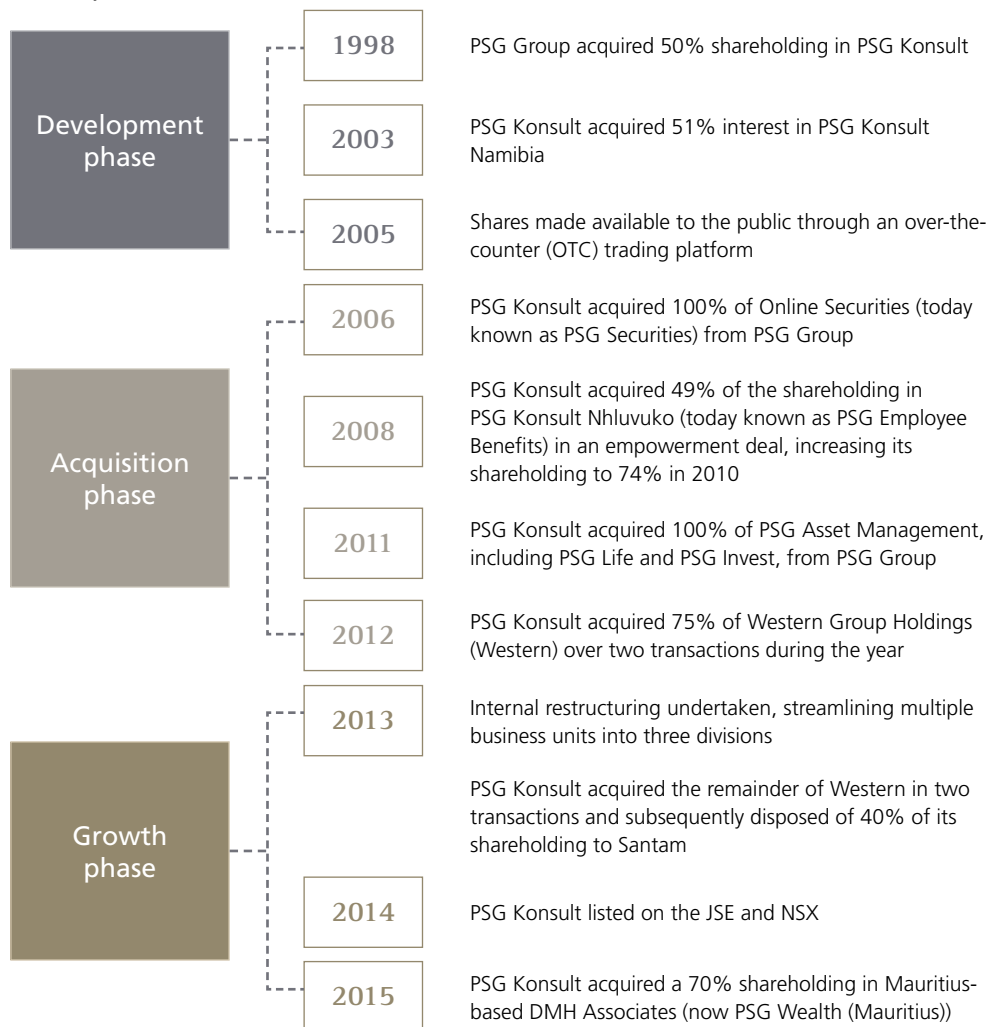 Development
phase
1998
PSG Group acquired 50% shareholding in PSG Konsult
2003
PSG Konsult acquired 51% interest in PSG Konsult
Namibia
2005
Shares made available to the public through an over-the-
counter (OTC) trading platform
Acquisition
phase
2006
PSG Konsult acquired 100% of Online Securities (today
known as PSG Securities) from PSG Group
2008
PSG Konsult acquired 49% of the shareholding in
PSG Konsult Nhluvuko (today known as PSG Employee
Benefits) in an empowerment deal, increasing its
shareholding to 74% in 2010
2011
PSG Konsult acquired 100% of PSG Asset Management,
including PSG Life and PSG Invest, from PSG Group
2012
PSG Konsult acquired 75% of Western Group Holdings
(Western) over two transactions during the year
Growth
phase
2013
Internal restructuring undertaken, streamlining multiple
business units into three divisions
PSG Konsult acquired the remainder of Western in two
transactions and subsequently disposed of 40% of its
shareholding to Santam
2014
PSG Konsult listed on the JSE and NSX
2015
PSG Konsult acquired a 70% shareholding in Mauritius-
based DMH Associates (now PSG Wealth (Mauritius))